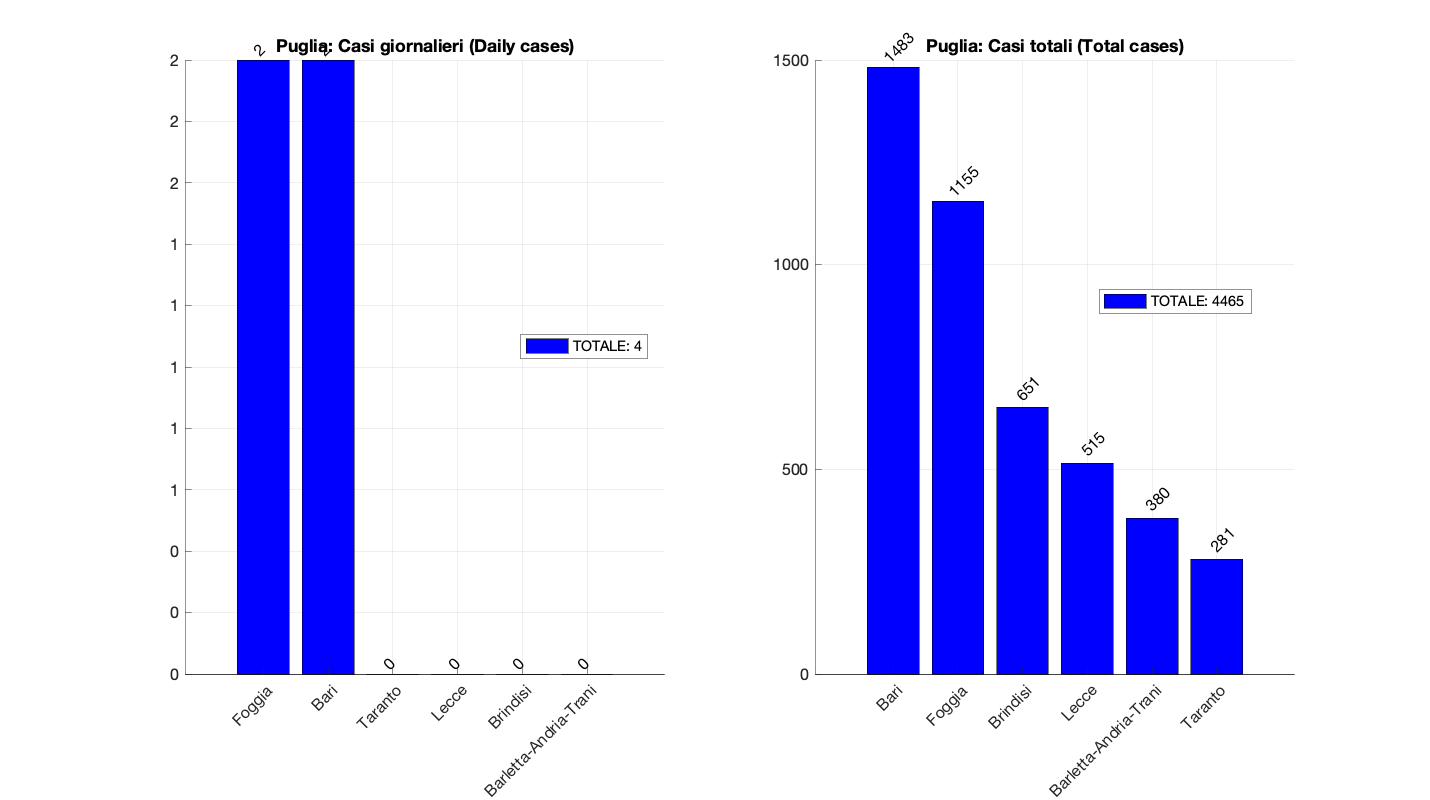 Puglia: Casi giornalieri (Daily cases)
2
2
2
2
2
1
1
1
1
1
0
0
0
0
0
0
0
TOTALE: 4
Foggia
Bari
Taranto
Lecce
Brindisi
Barletta-Andria-Trani
Puglia: Casi totali (Total cases)
1500
1000
500
0
1483
1155
651
515
380
281
TOTALE: 4465
Bari
Foggia
Brindisi
Lecce
Barletta-Andria-Trani
Taranto